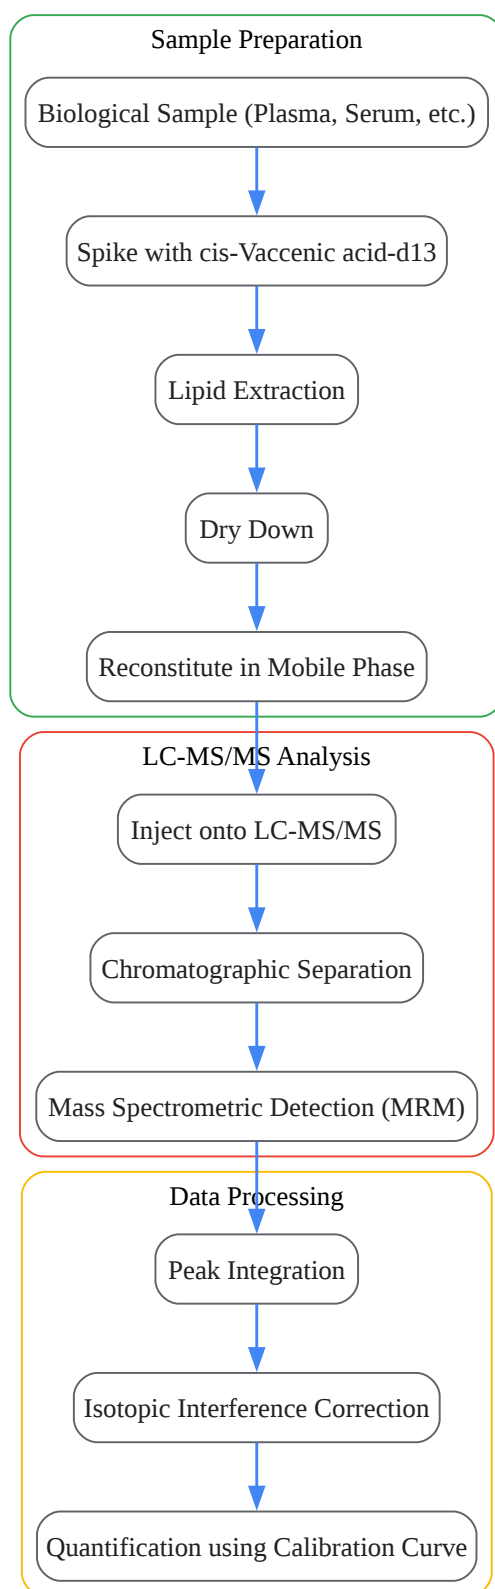 Sample Preparation
Biological Sample (Plasma, Serum, etc.)
Spike with cis-Vaccenic acid-d13
Lipid Extraction
Dry Down
Reconstitute in Mobile Phase
LC-MS/MS Analysis
Inject onto LC-MS/MS
Chromatographic Separation
Mass Spectrometric Detection (MRM)
Data Processing
Peak Integration
Isotopic Interference Correction
Quantification using Calibration Curve